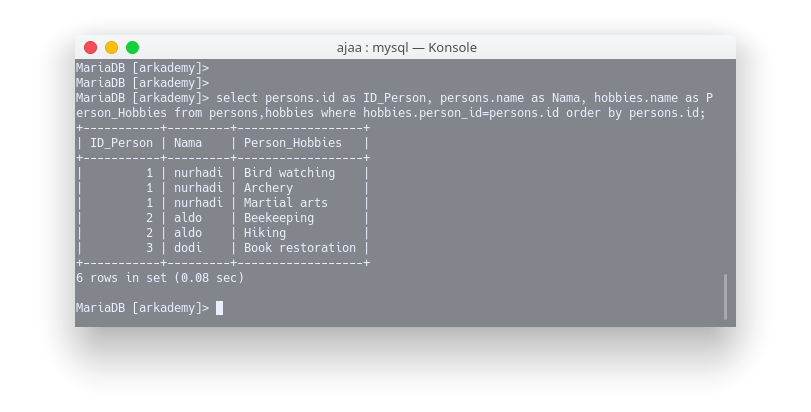 ajaa : mysql — Konsole
MariaDB [arkademy]>
MariaDB [arkademy]>
MariaDB [arkademy]> select persons.id as ID_Person, persons.name as Nama, hobbies.name as P
erson_Hobbies from persons,hobbies where hobbies.person_id=persons.id order by persons.id;
+-----------+---------+------------------+
| ID_Person | Nama    | Person_Hobbies   |
+-----------+---------+------------------+
|         1 | nurhadi | Bird watching    |
|         1 | nurhadi | Archery          |
|         1 | nurhadi | Martial arts     |
|         2 | aldo    | Beekeeping       |
|         2 | aldo    | Hiking           |
|         3 | dodi    | Book restoration |
+-----------+---------+------------------+
6 rows in set (0.08 sec)
MariaDB [arkademy]>